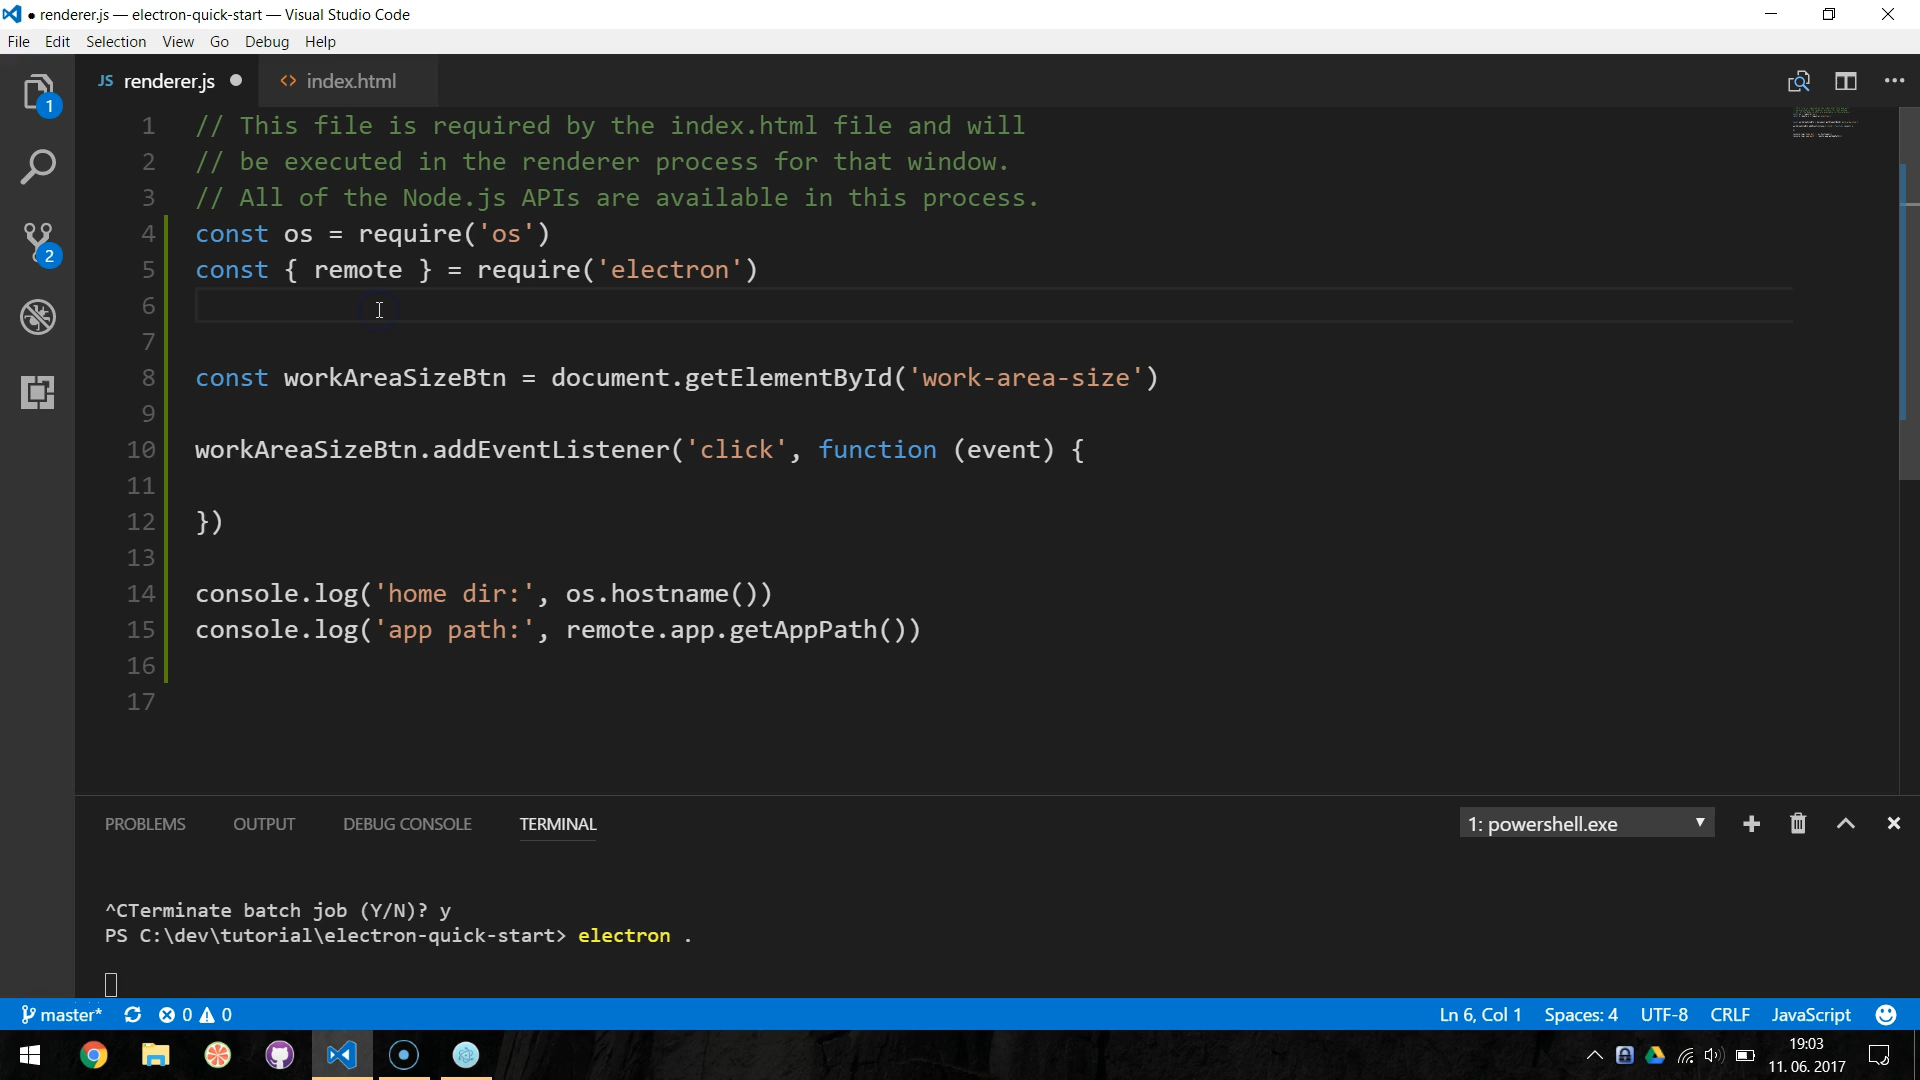 ● renderer.js — electron-quick-start — Visual Studio Code
File Edit Selection View Go Debug Help
JS renderer.js ● <> index.html
1
1 // This file is required by the index.html file and will
2 // be executed in the renderer process for that window.
3 // All of the Node.js APIs are available in this process.
4 const os = require('os')
2
5 const { remote } = require('electron')
6
7
8 const workAreaSizeBtn = document.getElementById('work-area-size')
9
10 workAreaSizeBtn.addEventListener('click', function (event) {
11
12 })
13
14 console.log('home dir:', os.hostname())
15 console.log('app path:', remote.app.getAppPath())
16
17
PROBLEMS OUTPUT DEBUG CONSOLE TERMINAL 1: powershell.exe
^CTerminate batch job (Y/N)? y
PS C:\dev\tutorial\electron-quick-start> electron .
master* 0 0 Ln 6, Col 1 Spaces: 4 UTF-8 CRLF JavaScript
19:03
11. 06. 2017